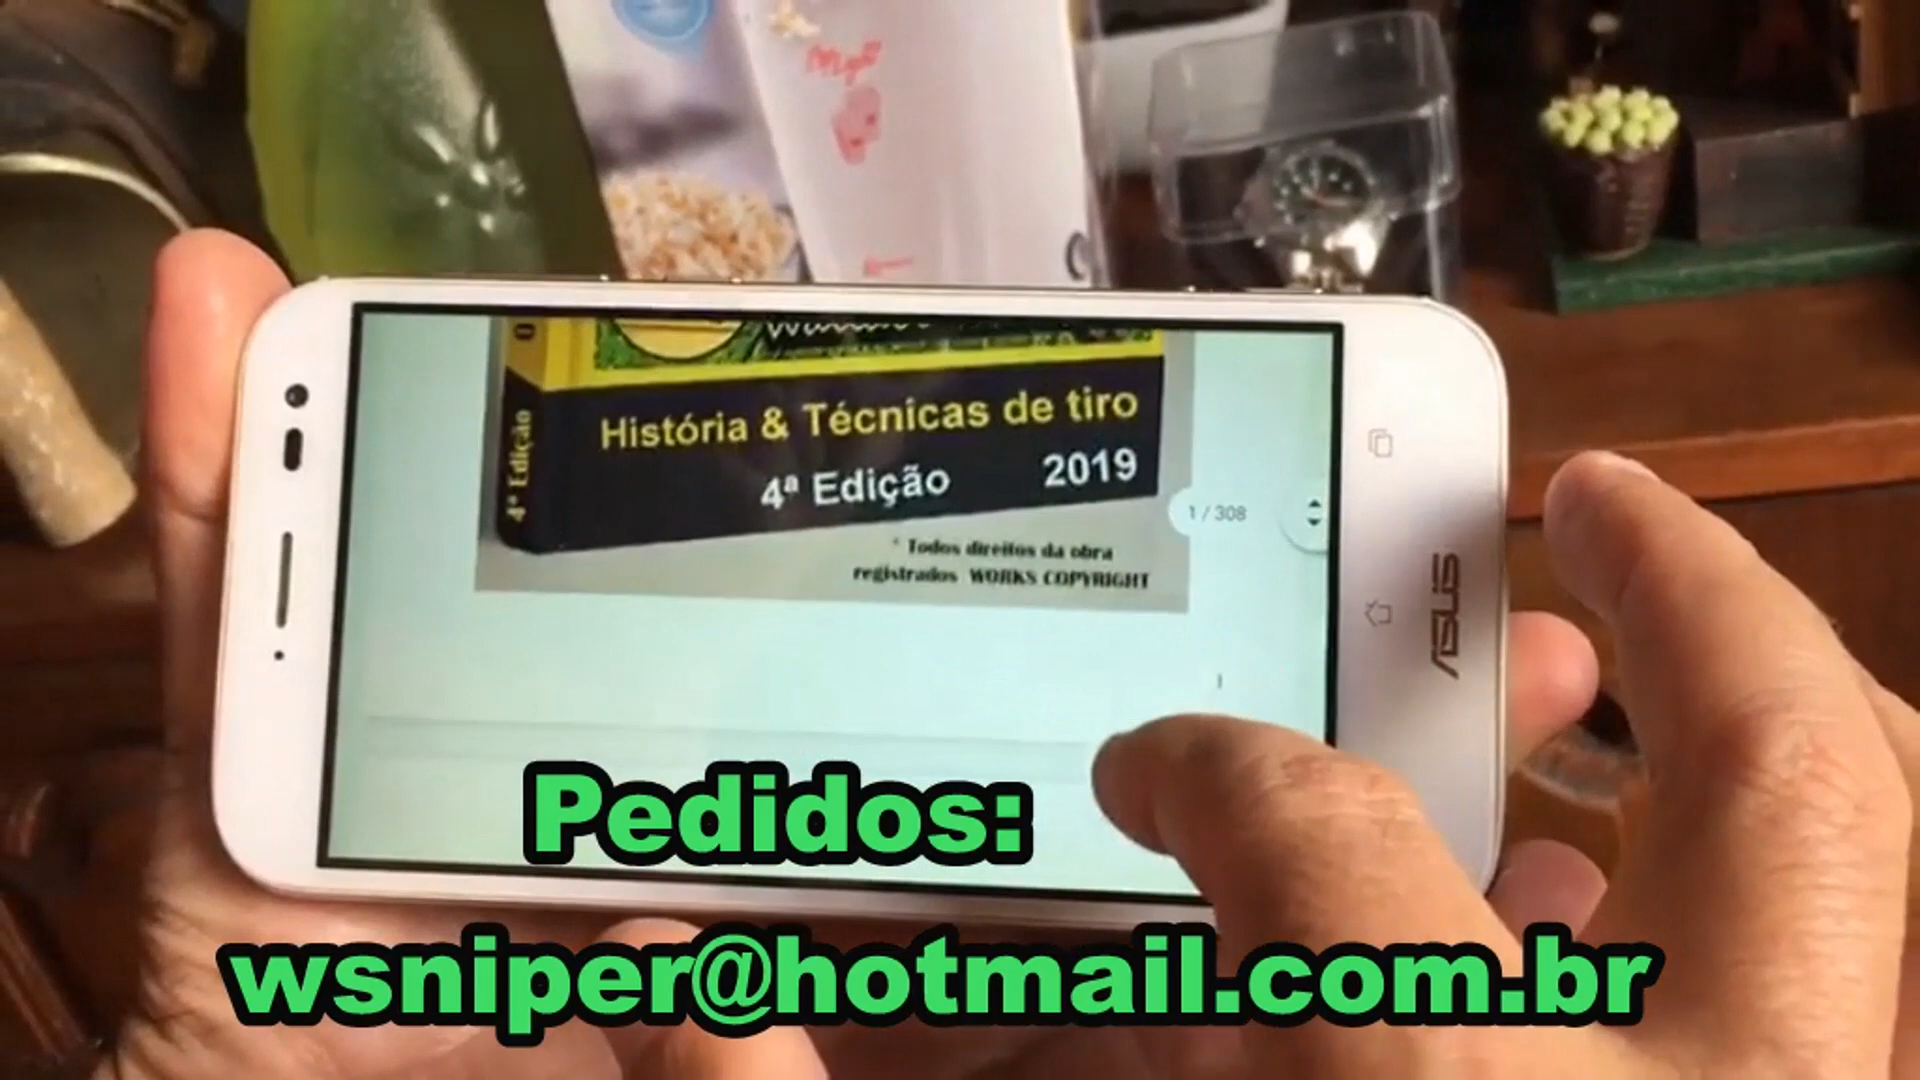 História & Técnicas de tiro
4ª Edição 2019
4ª Edição
1 / 308
* Todos direitos da obra
registrados WORKS COPYRIGHT
ASUS
Pedidos:
wsniper@hotmail.com.br